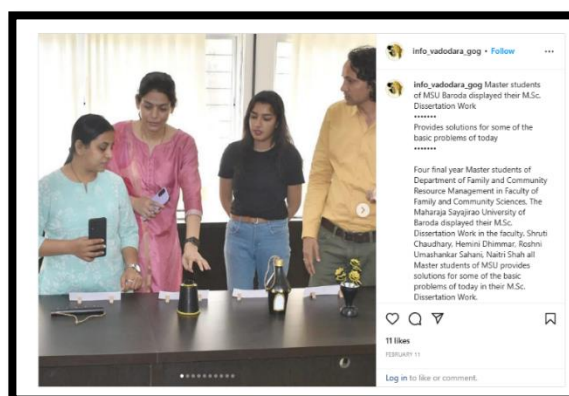 info_vadodara_gog • Follow
info_vadodara_gog Master students
of MSU Baroda displayed their M.Sc.
Dissertation Work
•••••••
Provides solutions for some of the
basic problems of today
•••••••
Four final year Master students of
Department of Family and Community
Resource Management in Faculty of
Family and Community Sciences, The
Maharaja Sayajirao University of
Baroda displayed their M.Sc.
Dissertation Work in the faculty. Shruti
Chaudhary, Hemini Dhimmar, Roshni
Umashankar Sahani, Naitri Shah all
Master students of MSU provides
solutions for some of the basic
problems of today in their M.Sc.
Dissertation Work.
11 likes
FEBRUARY 11
Log in to like or comment.